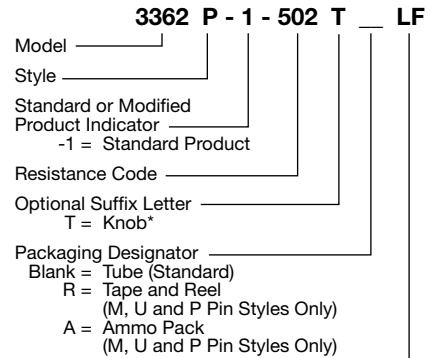 3362 P - 1 - 502 T __ LF
Model
Style
Standard or Modified
Product Indicator
-1 = Standard Product
Resistance Code
Optional Suffix Letter
T = Knob*
Packaging Designator
Blank = Tube (Standard)
R = Tape and Reel
(M, U and P Pin Styles Only)
A = Ammo Pack
(M, U and P Pin Styles Only)